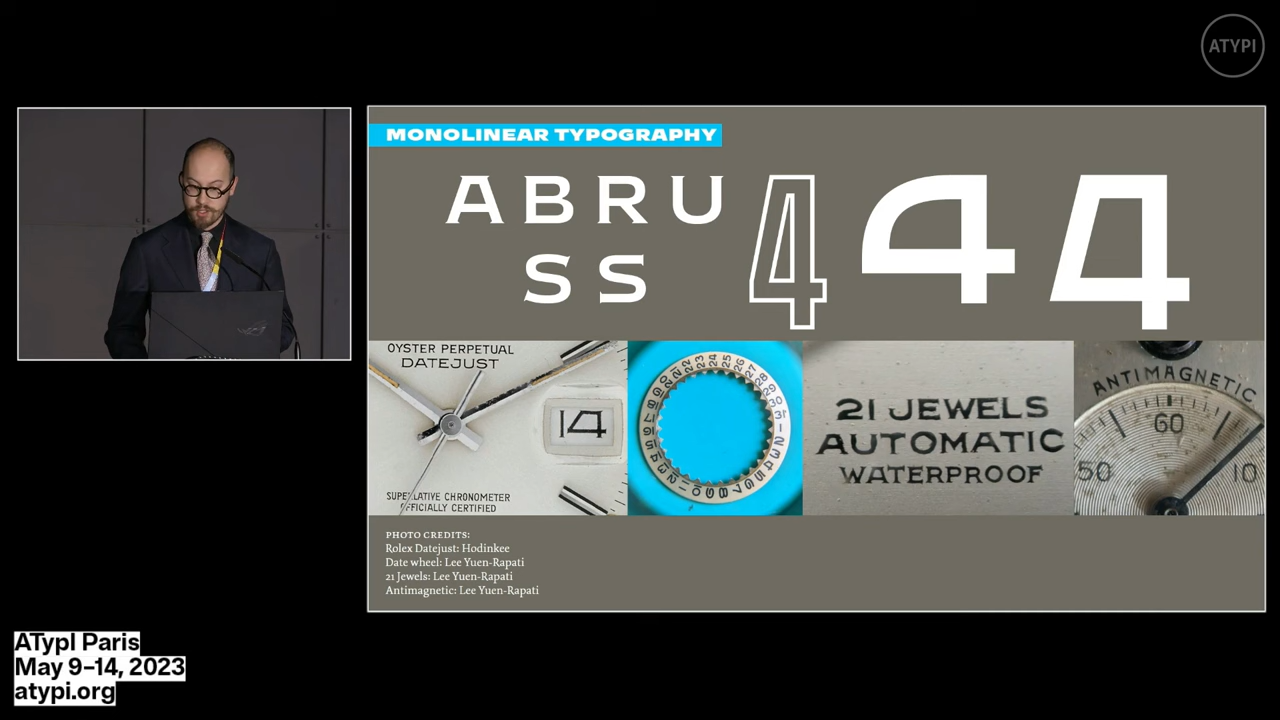 ATYPI
MONOLINEAR TYPOGRAPHY
ABRU
SS
4 4 4
OYSTER PERPETUAL
DATEJUST
14
SUPERLATIVE CHRONOMETER
OFFICIALLY CERTIFIED
21 JEWELS
AUTOMATIC
WATERPROOF
ANTIMAGNETIC
60
50
10
PHOTO CREDITS:
Rolex Datejust: Hodinkee
Date wheel: Lee Yuen-Rapati
21 Jewels: Lee Yuen-Rapati
Antimagnetic: Lee Yuen-Rapati
ATypI Paris
May 9–14, 2023
atypi.org